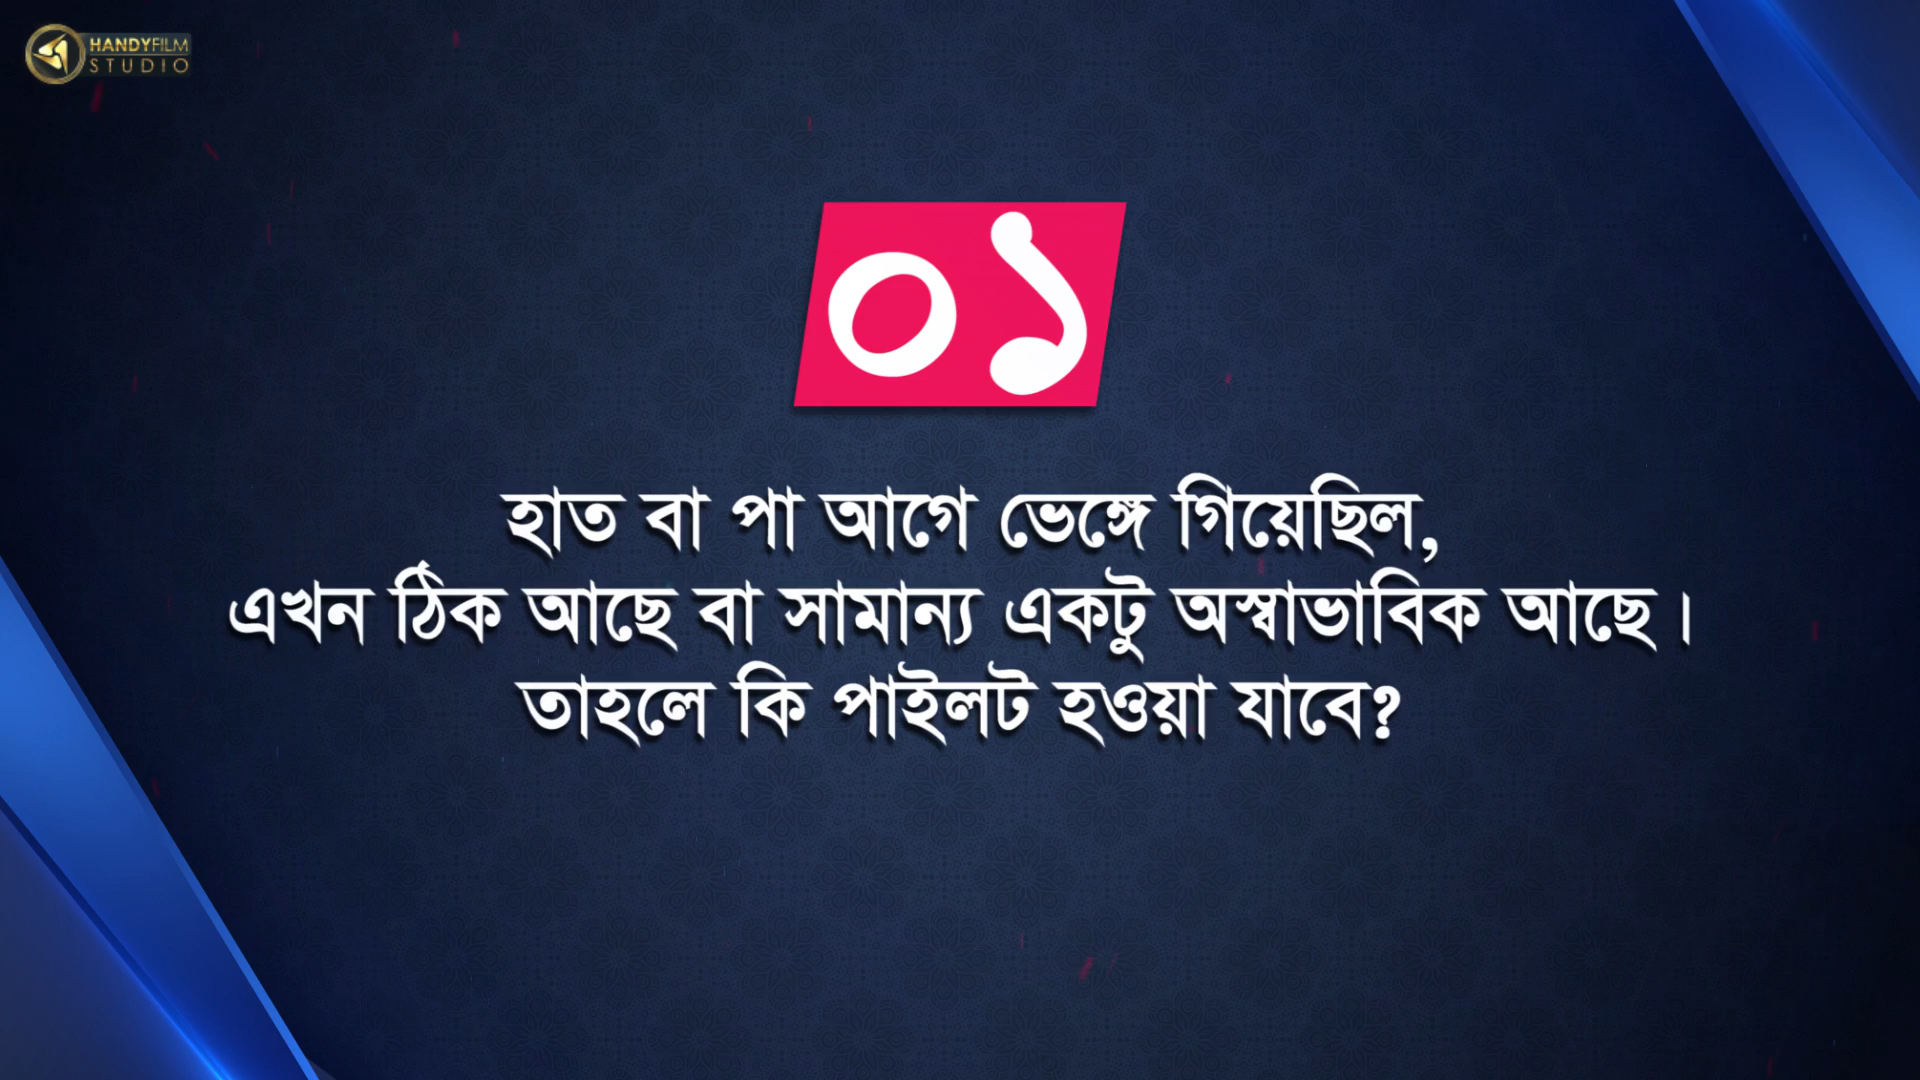 HANDYFILM
STUDIO
০১
হাত বা পা আগে ভেঙ্গে গিয়েছিল,
এখন ঠিক আছে বা সামান্য একটু অস্বাভাবিক আছে।
তাহলে কি পাইলট হওয়া যাবে?